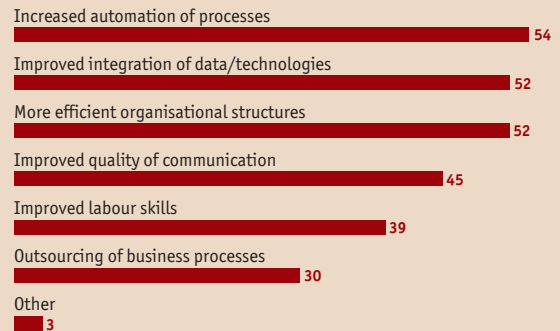 Increased automation of processes
54
Improved integration of data/technologies
52
More efficient organisational structures
52
Improved quality of communication
45
Improved labour skills
39
Outsourcing of business processes
30
Other
3